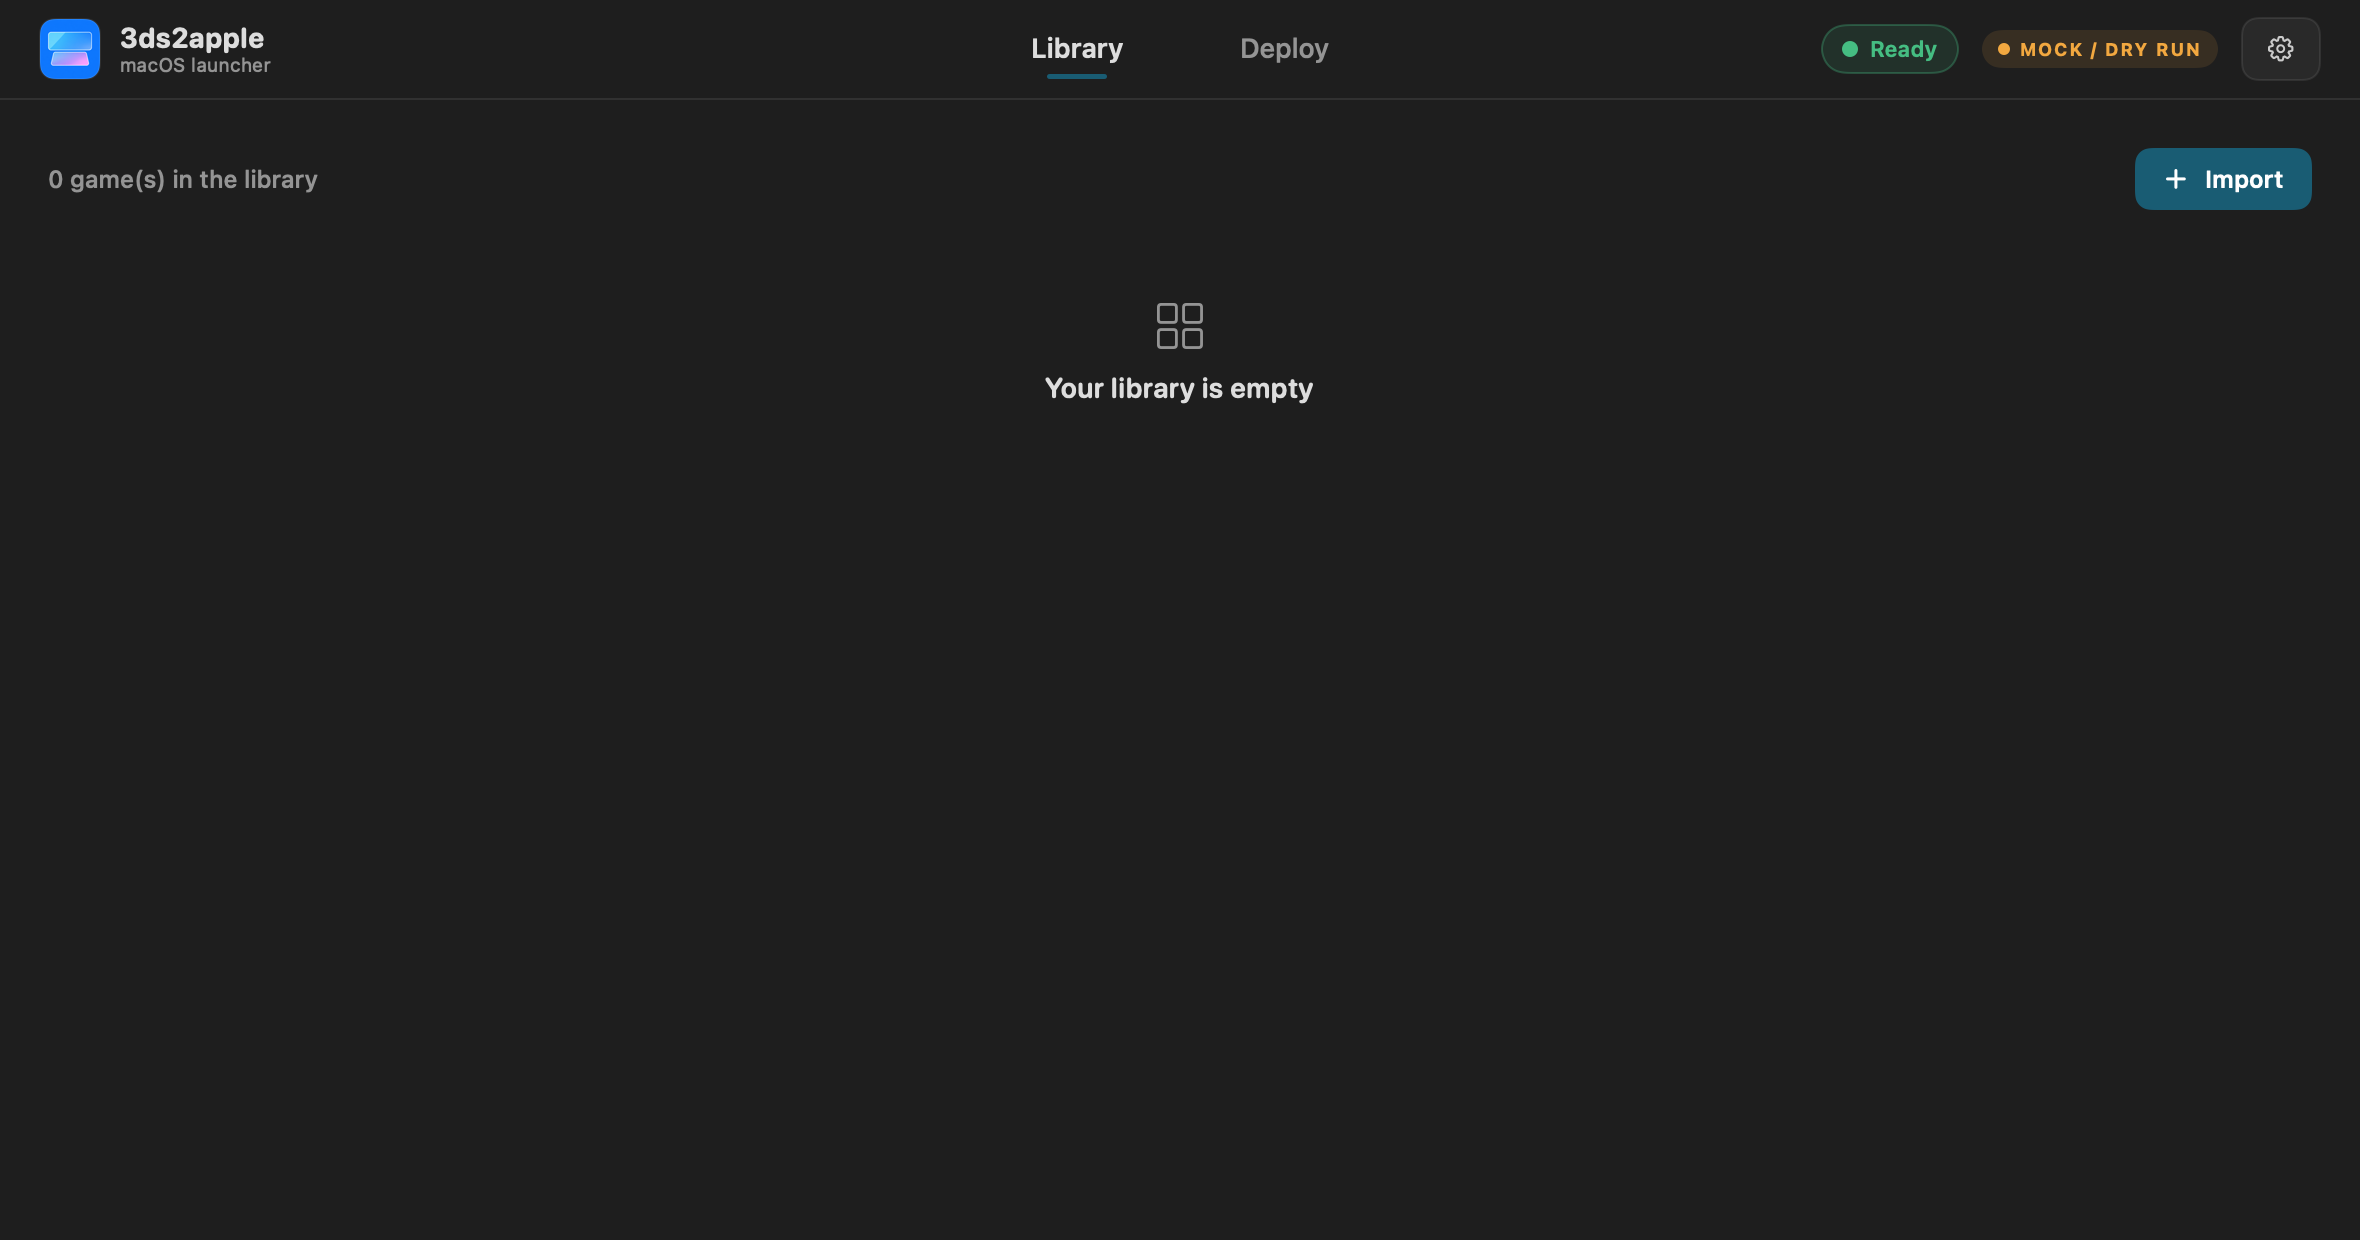 3ds2apple
macOS launcher
Library
Deploy
Ready
MOCK / DRY RUN
0 game(s) in the library
+ Import
Your library is empty